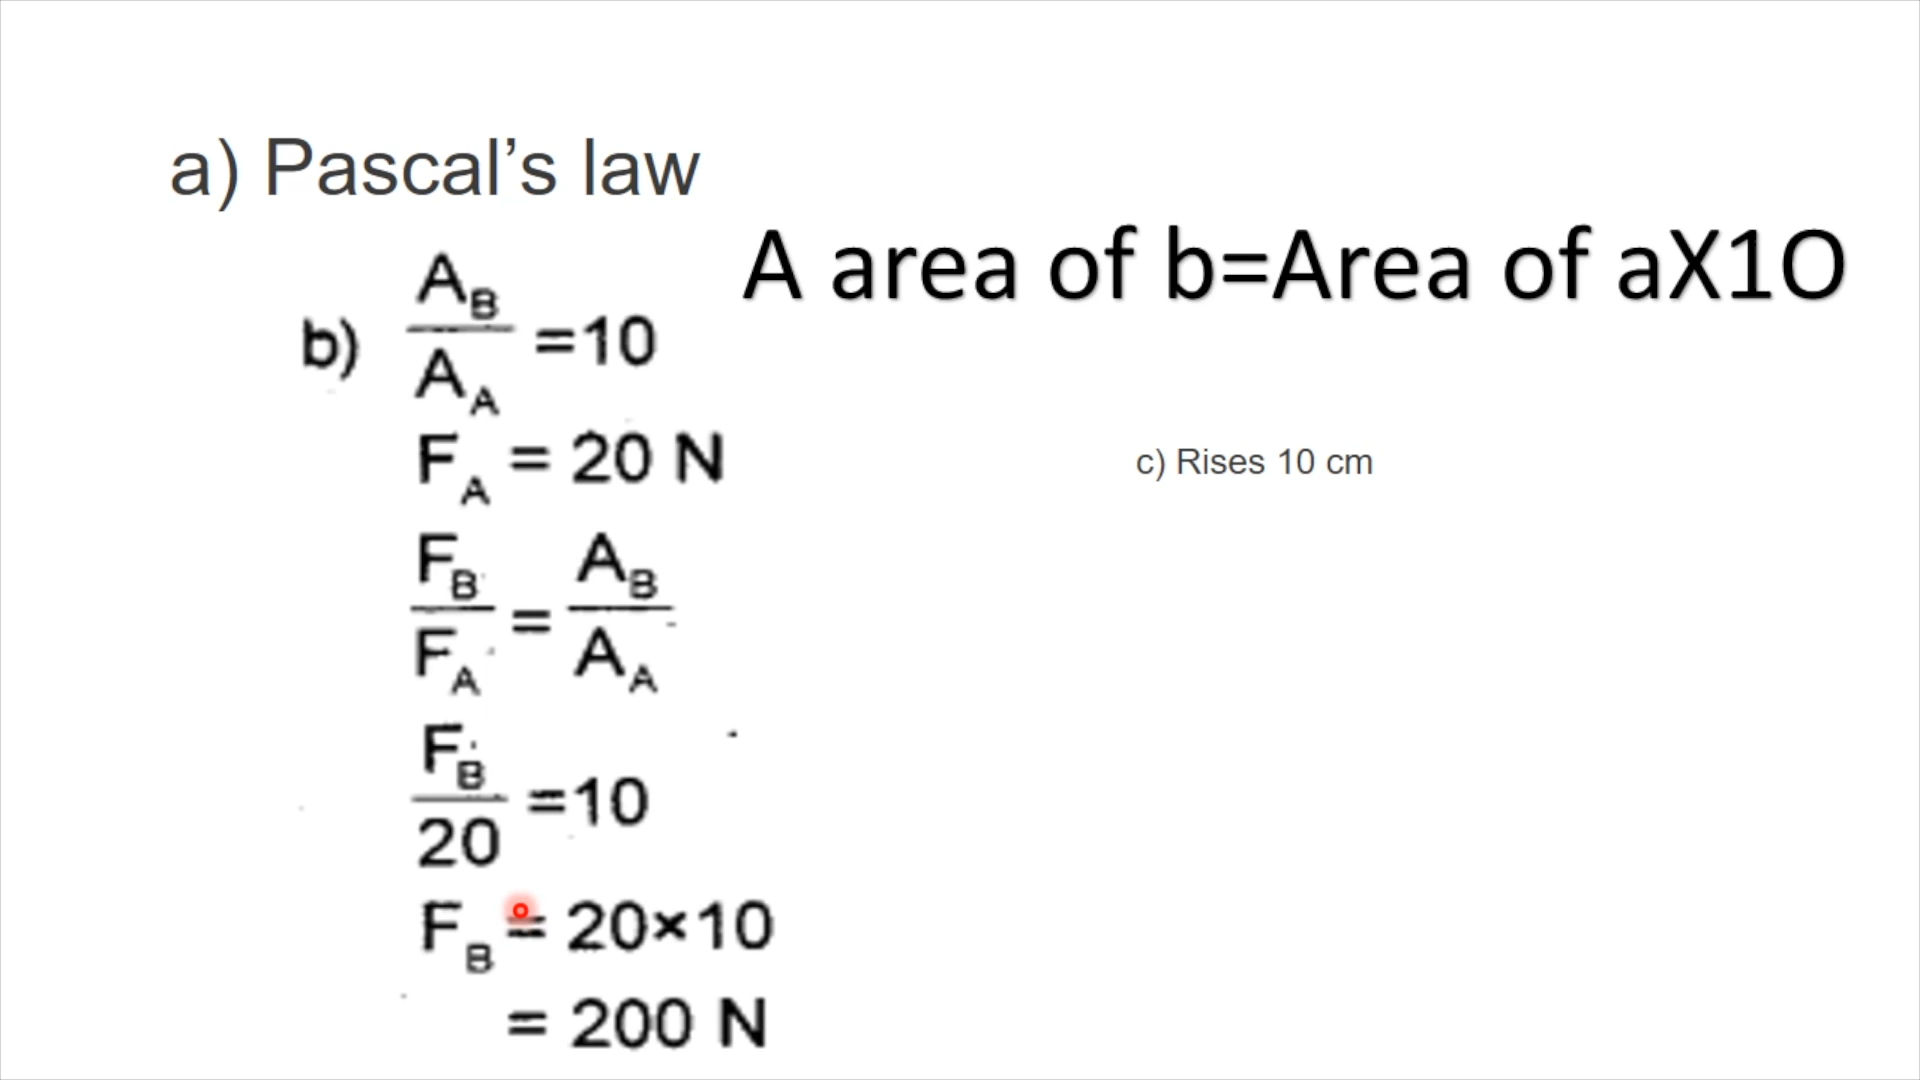 a) Pascal’s law
A area of b=Area of aX1O
b) A_B / A_A =10
F_A = 20 N
c) Rises 10 cm
F_B / F_A = A_B / A_A
F_B / 20 =10
F_B = 20×10
= 200 N